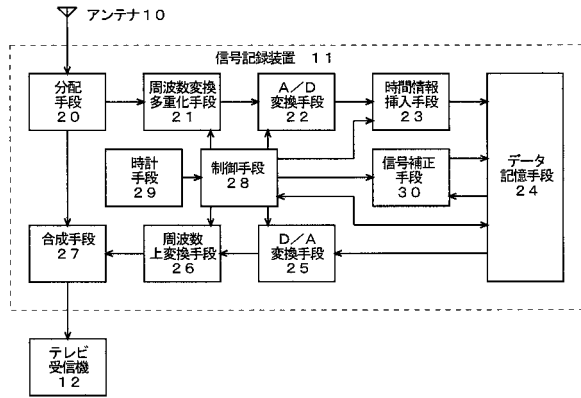 アンテナ10
信号記録装置 11
分配
手段
20
周波数変換
多重化手段
21
A/D
変換手段
22
時間情報
挿入手段
23
データ
記憶手段
24
時計
手段
29
制御手段
28
信号補正
手段
30
合成手段
27
周波数
上変換手段
26
D/A
変換手段
25
テレビ
受信機
12